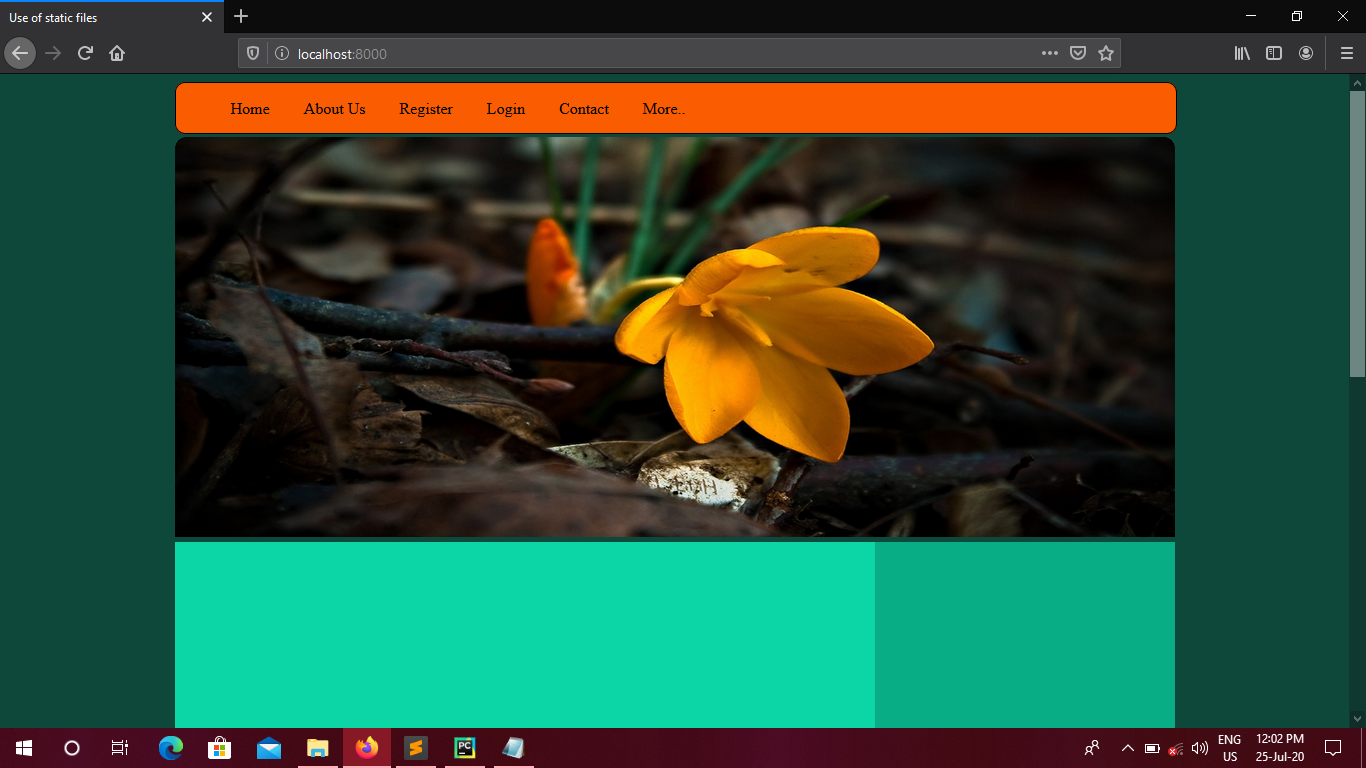 Use of static files
localhost:8000
Home About Us Register Login Contact More..
PC
ENG
US
12:02 PM
25-Jul-20